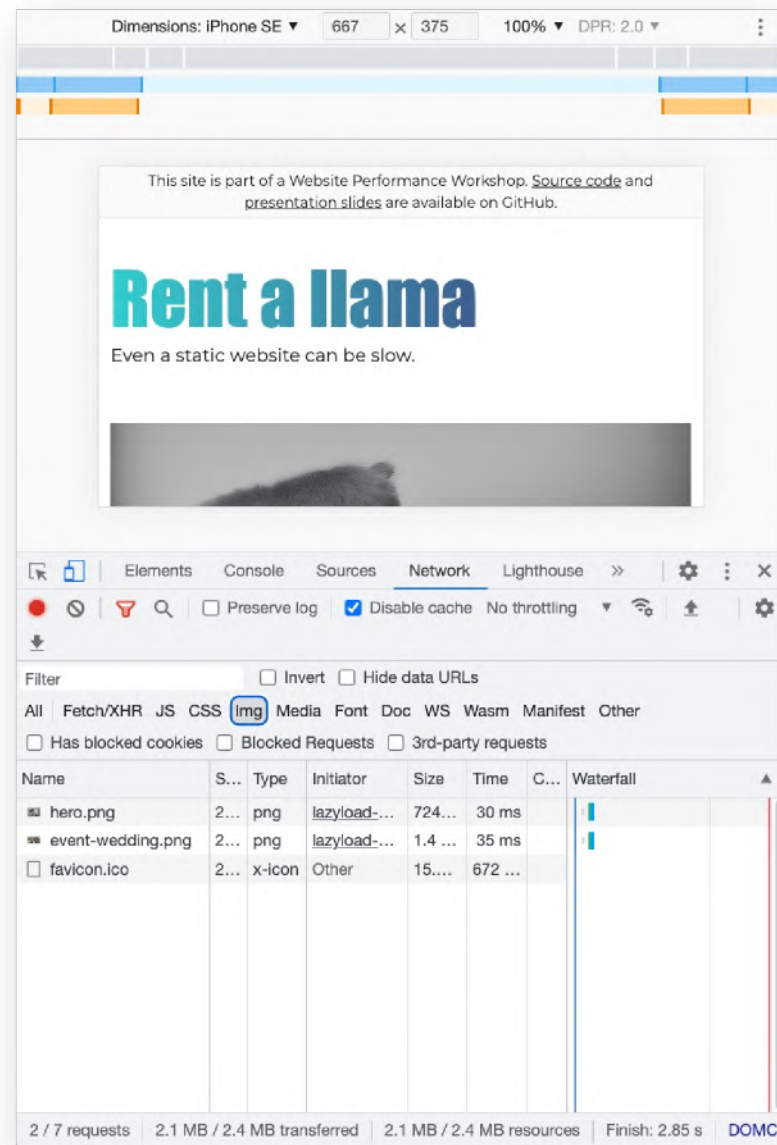 Dimensions: iPhone SE ▼ 667 × 375 100% ▼ DPR: 2.0 ▼
This site is part of a Website Performance Workshop. Source code and
presentation slides are available on GitHub.
Rent a llama
Even a static website can be slow.
Elements Console Sources Network Lighthouse »
Preserve log Disable cache No throttling ▼
Filter Invert Hide data URLs
All Fetch/XHR JS CSS Img Media Font Doc WS Wasm Manifest Other
Has blocked cookies Blocked Requests 3rd-party requests
Name S... Type Initiator Size Time C... Waterfall ▲
hero.png 2... png lazyload-... 724... 30 ms
event-wedding.png 2... png lazyload-... 1.4 ... 35 ms
favicon.ico 2... x-icon Other 15.... 672 ...
2 / 7 requests 2.1 MB / 2.4 MB transferred 2.1 MB / 2.4 MB resources Finish: 2.85 s DOMC